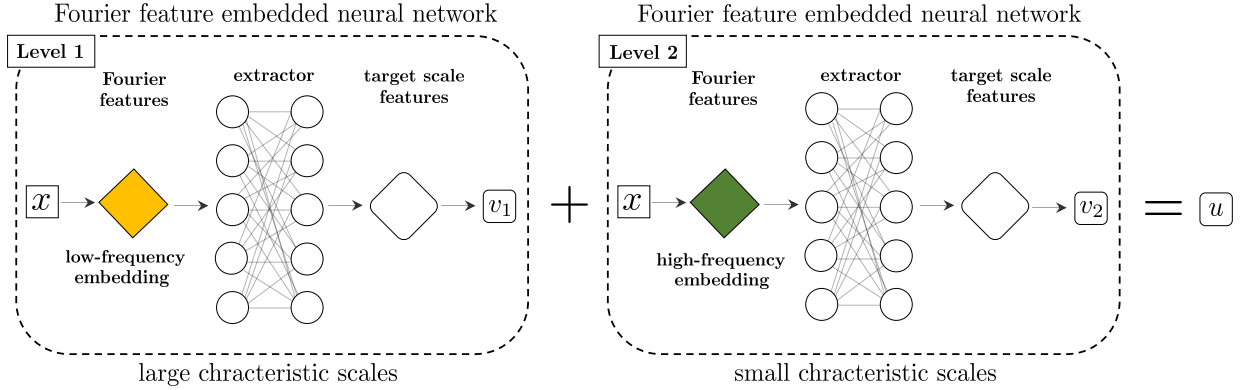 Fourier feature embedded neural network
Level 1
Fourier
features
extractor
target scale
features
x
v1
low-frequency
embedding
large chracteristic scales
+
Fourier feature embedded neural network
Level 2
Fourier
features
extractor
target scale
features
x
v2
high-frequency
embedding
small chracteristic scales
=
u